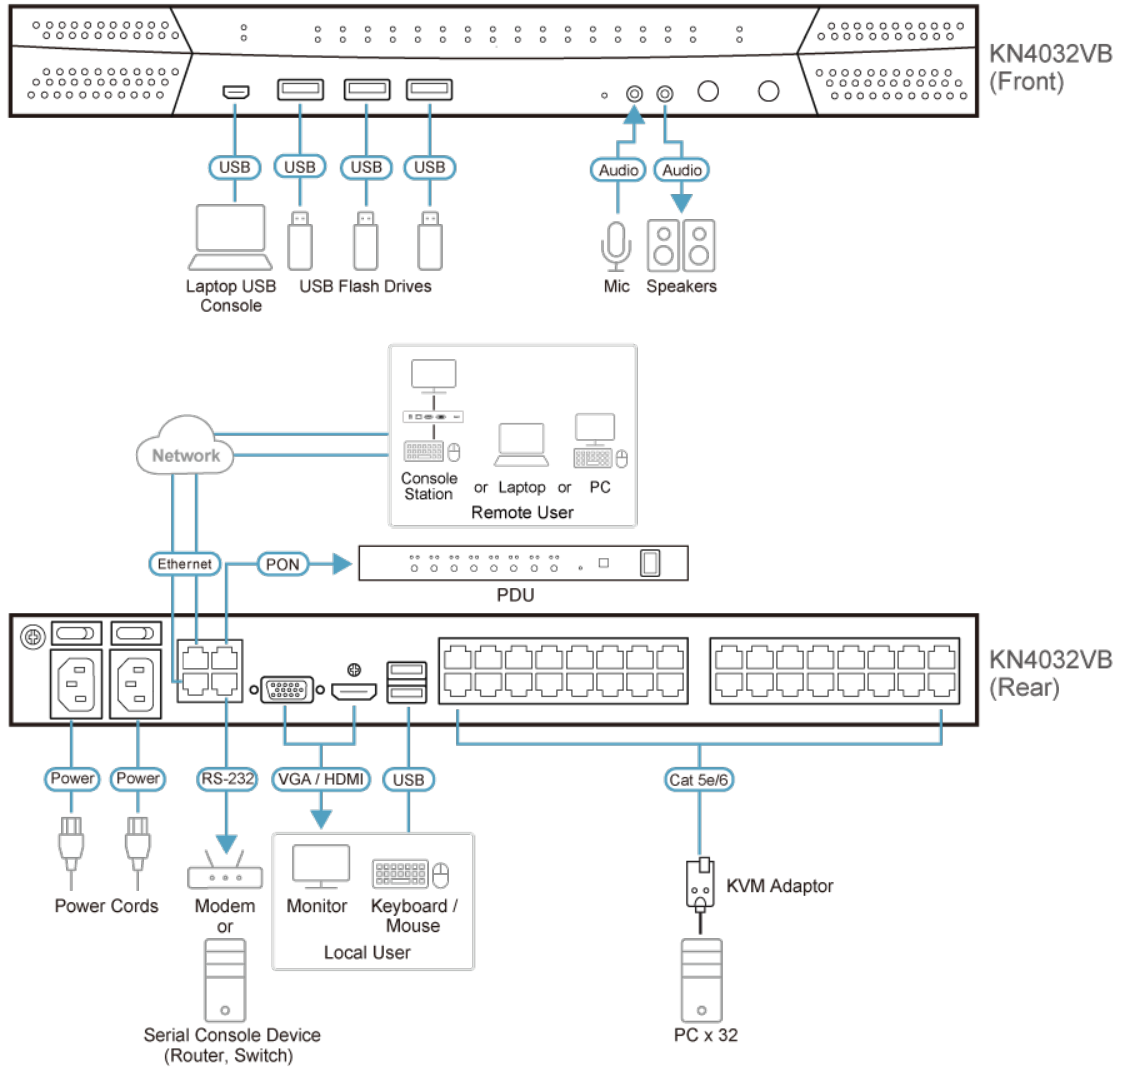 KN4032VB
(Front)
USB
USB
USB
USB
Audio
Audio
Laptop USB
Console
USB Flash Drives
Mic
Speakers
Network
Console
Station
or
Laptop
or
PC
Remote User
Ethernet
PON
PDU
KN4032VB
(Rear)
Power
Power
RS-232
VGA / HDMI
USB
Cat 5e/6
KVM Adaptor
Power Cords
Modem
or
Monitor
Keyboard /
Mouse
Local User
Serial Console Device
(Router, Switch)
PC x 32